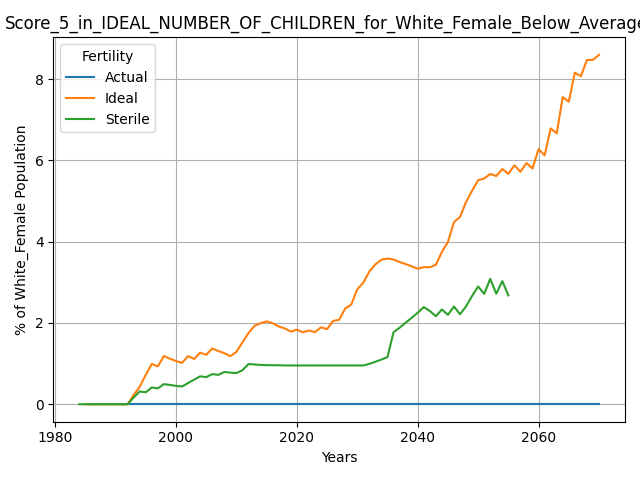 Score_5_in_IDEAL_NUMBER_OF_CHILDREN_for_White_Female_Below_Average
Fertility
Actual
Ideal
Sterile
% of White_Female Population
8
6
4
2
0
1980 2000 2020 2040 2060
Years